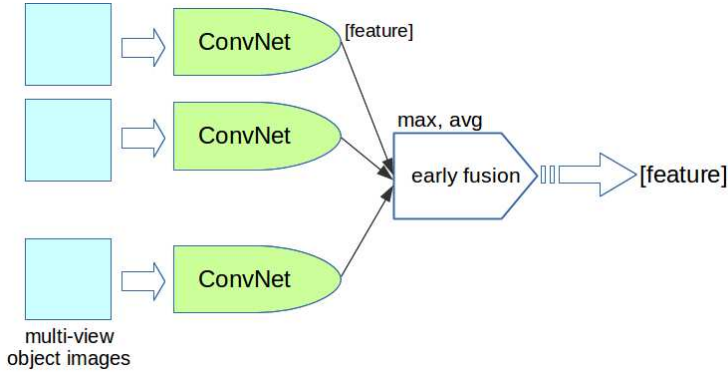 ConvNet
[feature]
ConvNet
max, avg
early fusion
[feature]
ConvNet
multi-view
object images